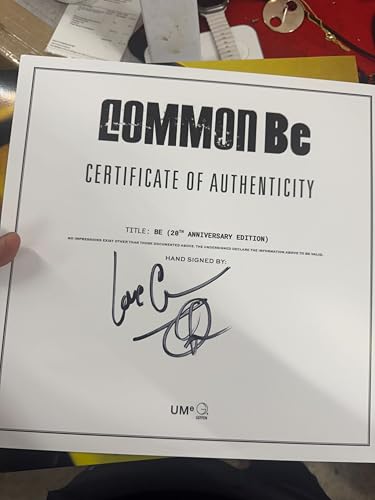 COMMON Be
CERTIFICATE OF AUTHENTICITY
TITLE: BE (20TH ANNIVERSARY EDITION)
NO IMPRESSIONS EXIST OTHER THAN THOSE DOCUMENTED ABOVE. THE UNDERSIGNED DECLARE THE INFORMATION ABOVE TO BE VALID.
HAND SIGNED BY:
Love
UMe GEFFEN